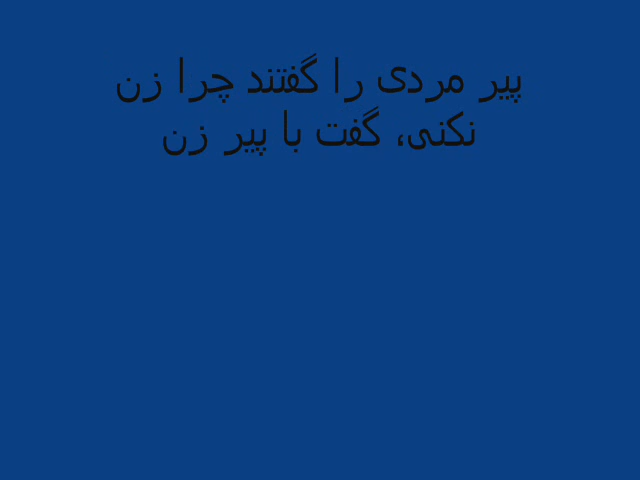 پیر مردی را گفتند چرا زن
نکنی، گفت با پیر زن